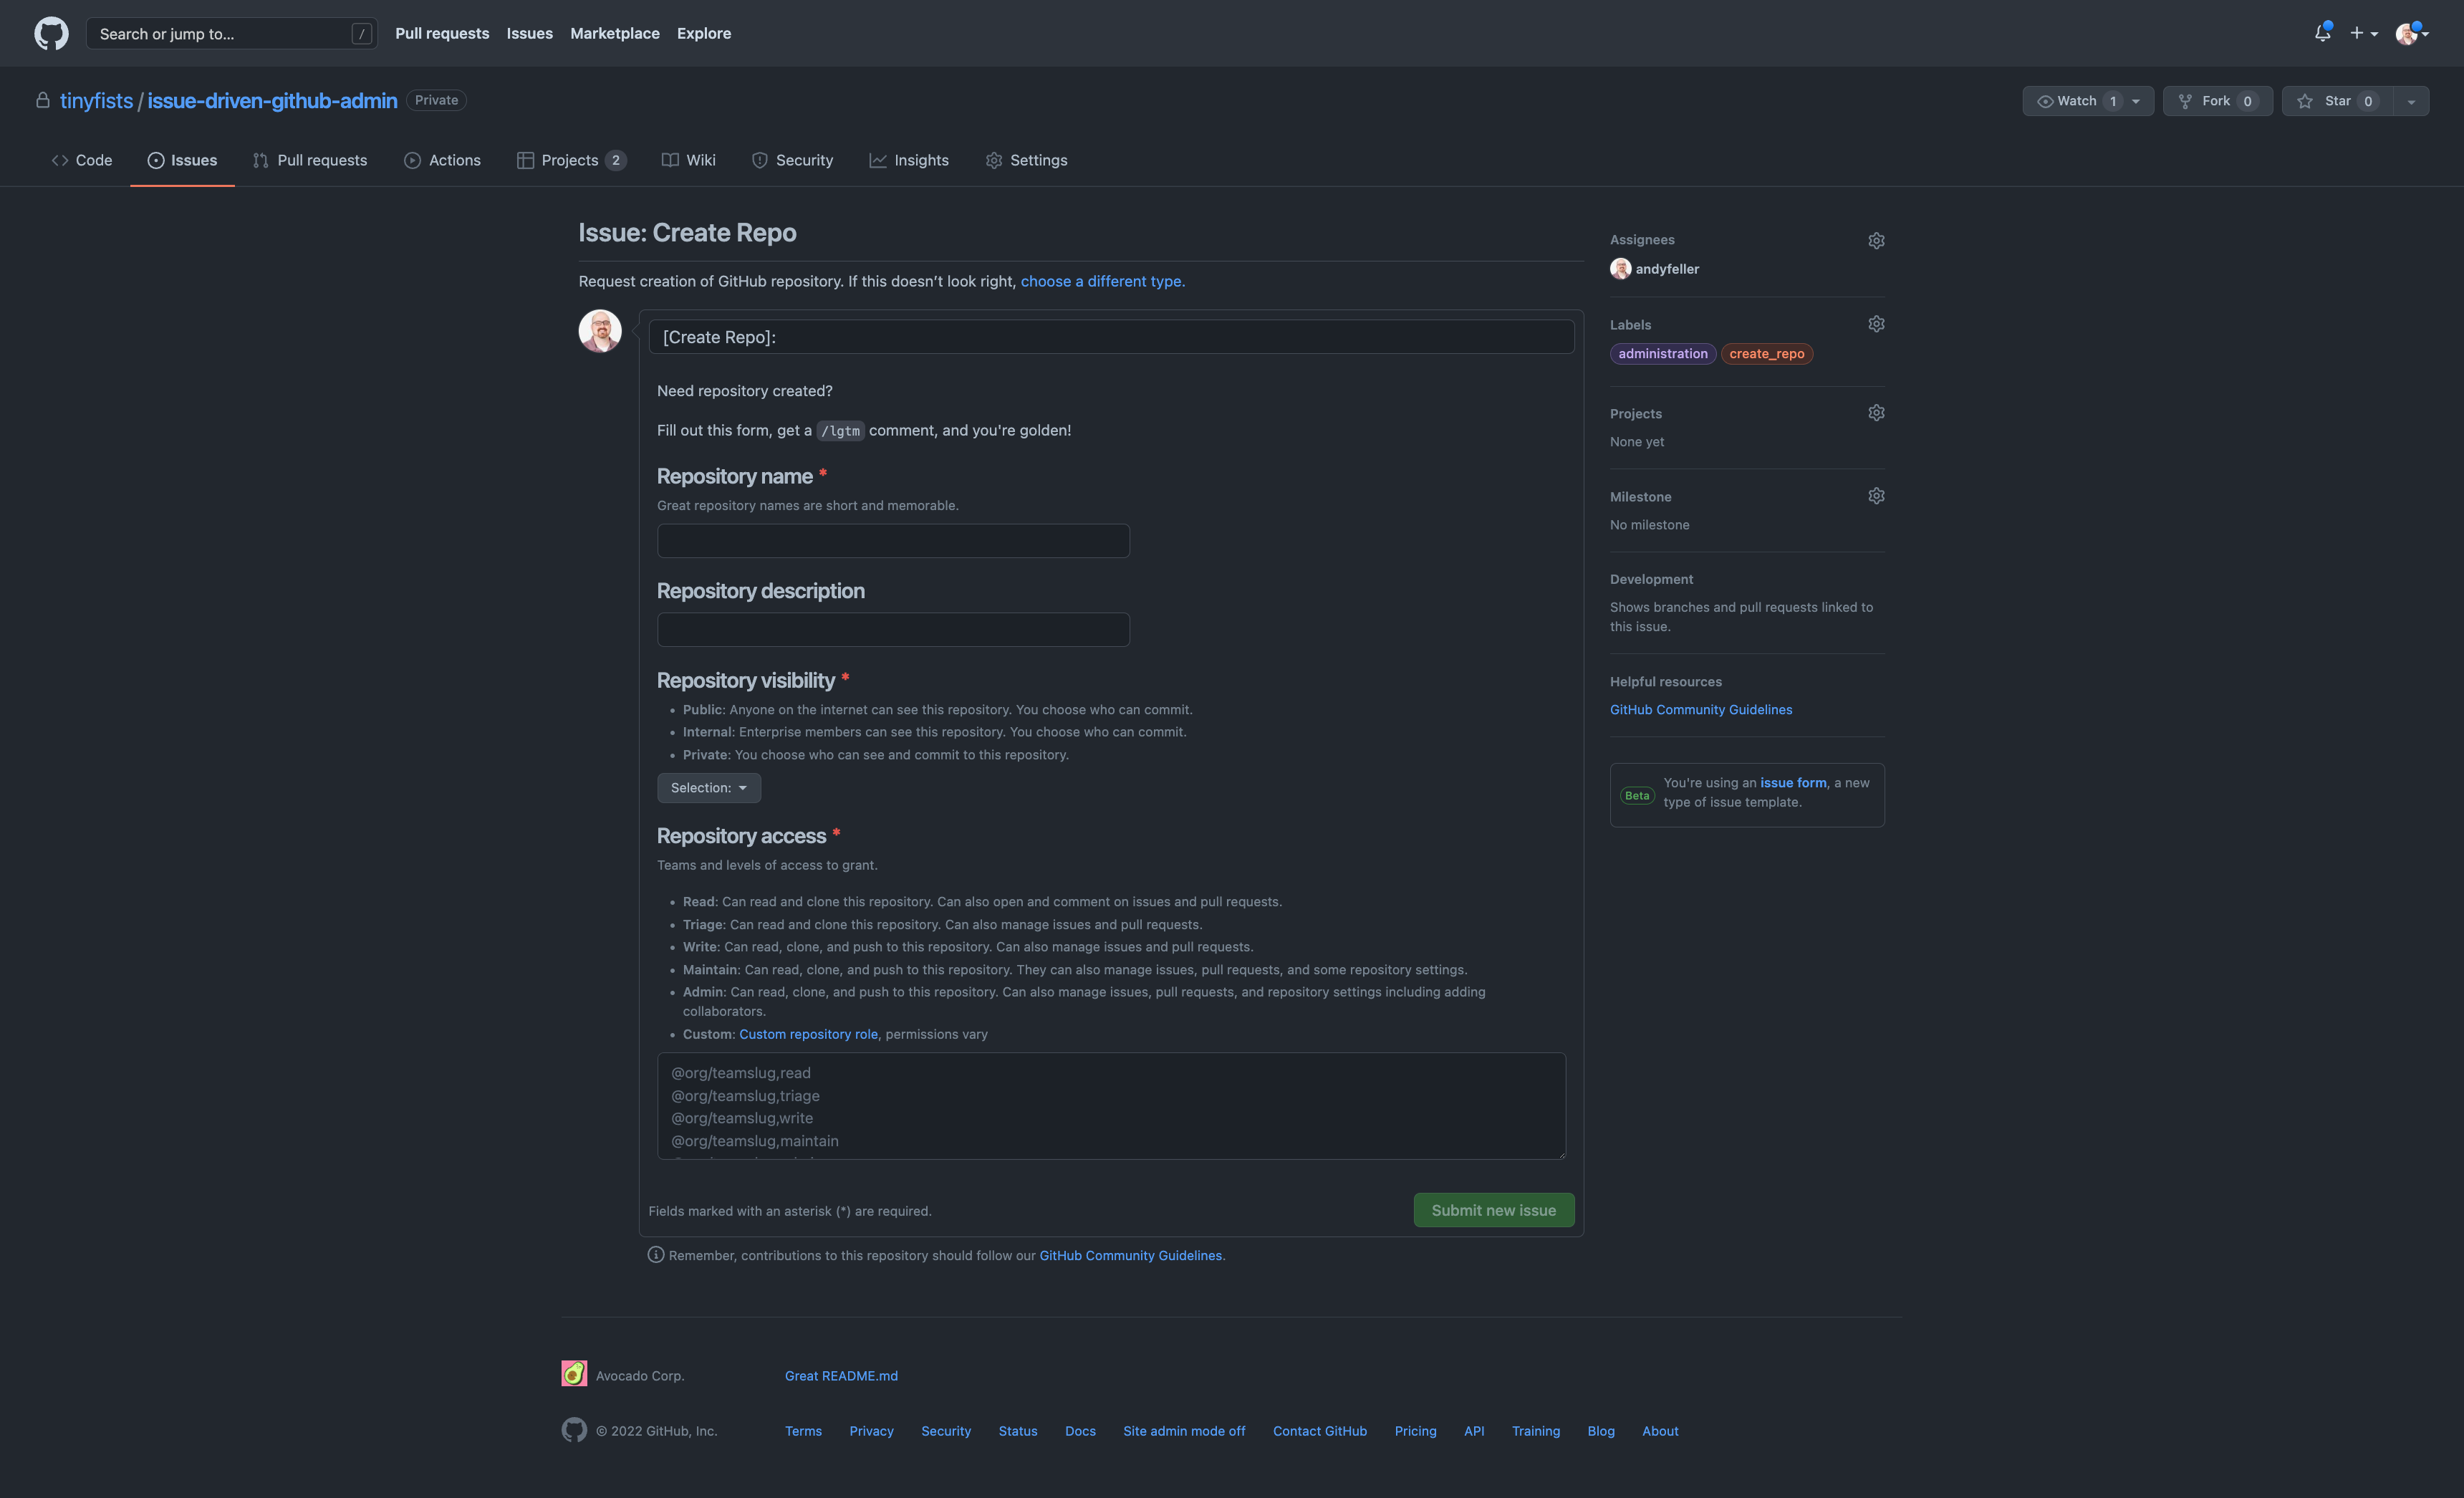 Search or jump to...
/
Pull requests
Issues
Marketplace
Explore
tinyfists / issue-driven-github-admin
Private
Watch 1
Fork 0
Star 0
Code
Issues
Pull requests
Actions
Projects 2
Wiki
Security
Insights
Settings
Issue: Create Repo
Request creation of GitHub repository. If this doesn't look right, choose a different type.
[Create Repo]:
Need repository created?
Fill out this form, get a /lgtm comment, and you're golden!
Repository name *
Great repository names are short and memorable.
Repository description
Repository visibility *
• Public: Anyone on the internet can see this repository. You choose who can commit.
• Internal: Enterprise members can see this repository. You choose who can commit.
• Private: You choose who can see and commit to this repository.
Selection:
Repository access *
Teams and levels of access to grant.
• Read: Can read and clone this repository. Can also open and comment on issues and pull requests.
• Triage: Can read and clone this repository. Can also manage issues and pull requests.
• Write: Can read, clone, and push to this repository. Can also manage issues and pull requests.
• Maintain: Can read, clone, and push to this repository. They can also manage issues, pull requests, and some repository settings.
• Admin: Can read, clone, and push to this repository. Can also manage issues, pull requests, and repository settings including adding
collaborators.
• Custom: Custom repository role, permissions vary
@org/teamslug,read
@org/teamslug,triage
@org/teamslug,write
@org/teamslug,maintain
Fields marked with an asterisk (*) are required.
Submit new issue
Remember, contributions to this repository should follow our GitHub Community Guidelines.
Assignees
andyfeller
Labels
administration
create_repo
Projects
None yet
Milestone
No milestone
Development
Shows branches and pull requests linked to
this issue.
Helpful resources
GitHub Community Guidelines
Beta
You're using an issue form, a new
type of issue template.
Avocado Corp.
Great README.md
© 2022 GitHub, Inc.
Terms
Privacy
Security
Status
Docs
Site admin mode off
Contact GitHub
Pricing
API
Training
Blog
About